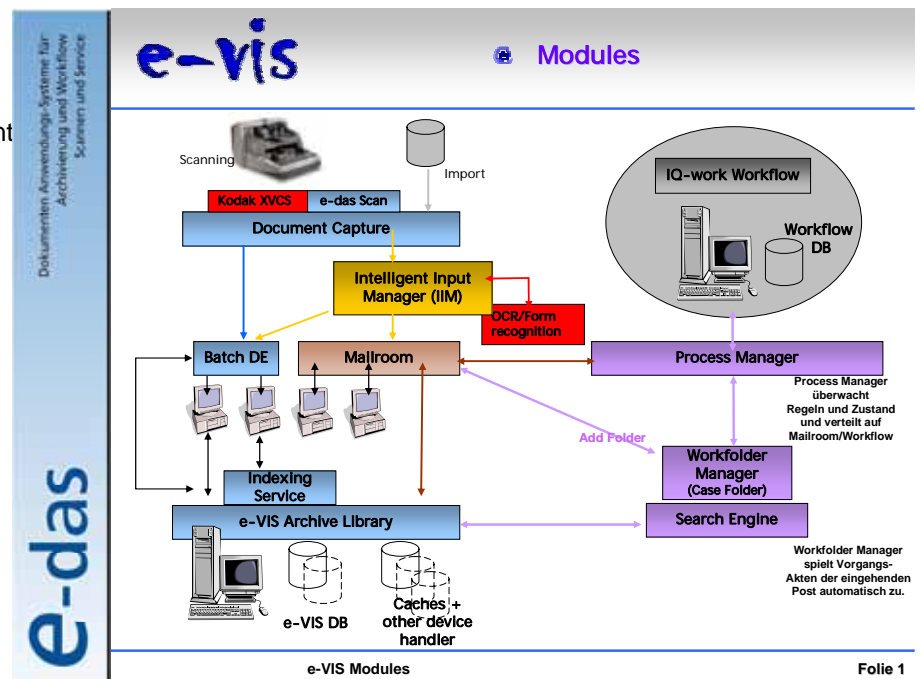 nt
Dokumenten Anwendungs-Systeme für
Archivierung und Workflow
Scannen und Service
e-das
e-vis
e Modules
Scanning
Import
Kodak XVCS
e-das Scan
Document Capture
IQ-work Workflow
Workflow
DB
Intelligent Input
Manager (IIM)
OCR/Form
recognition
Batch DE
Mailroom
Process Manager
Process Manager
überwacht
Regeln und Zustand
und verteilt auf
Mailroom/Workflow
Add Folder
Workfolder
Manager
(Case Folder)
Indexing
Service
e-VIS Archive Library
Search Engine
Workfolder Manager
spielt Vorgangs-
Akten der eingehenden
Post automatisch zu.
e-VIS DB
Caches +
other device
handler
e-VIS Modules
Folie 1